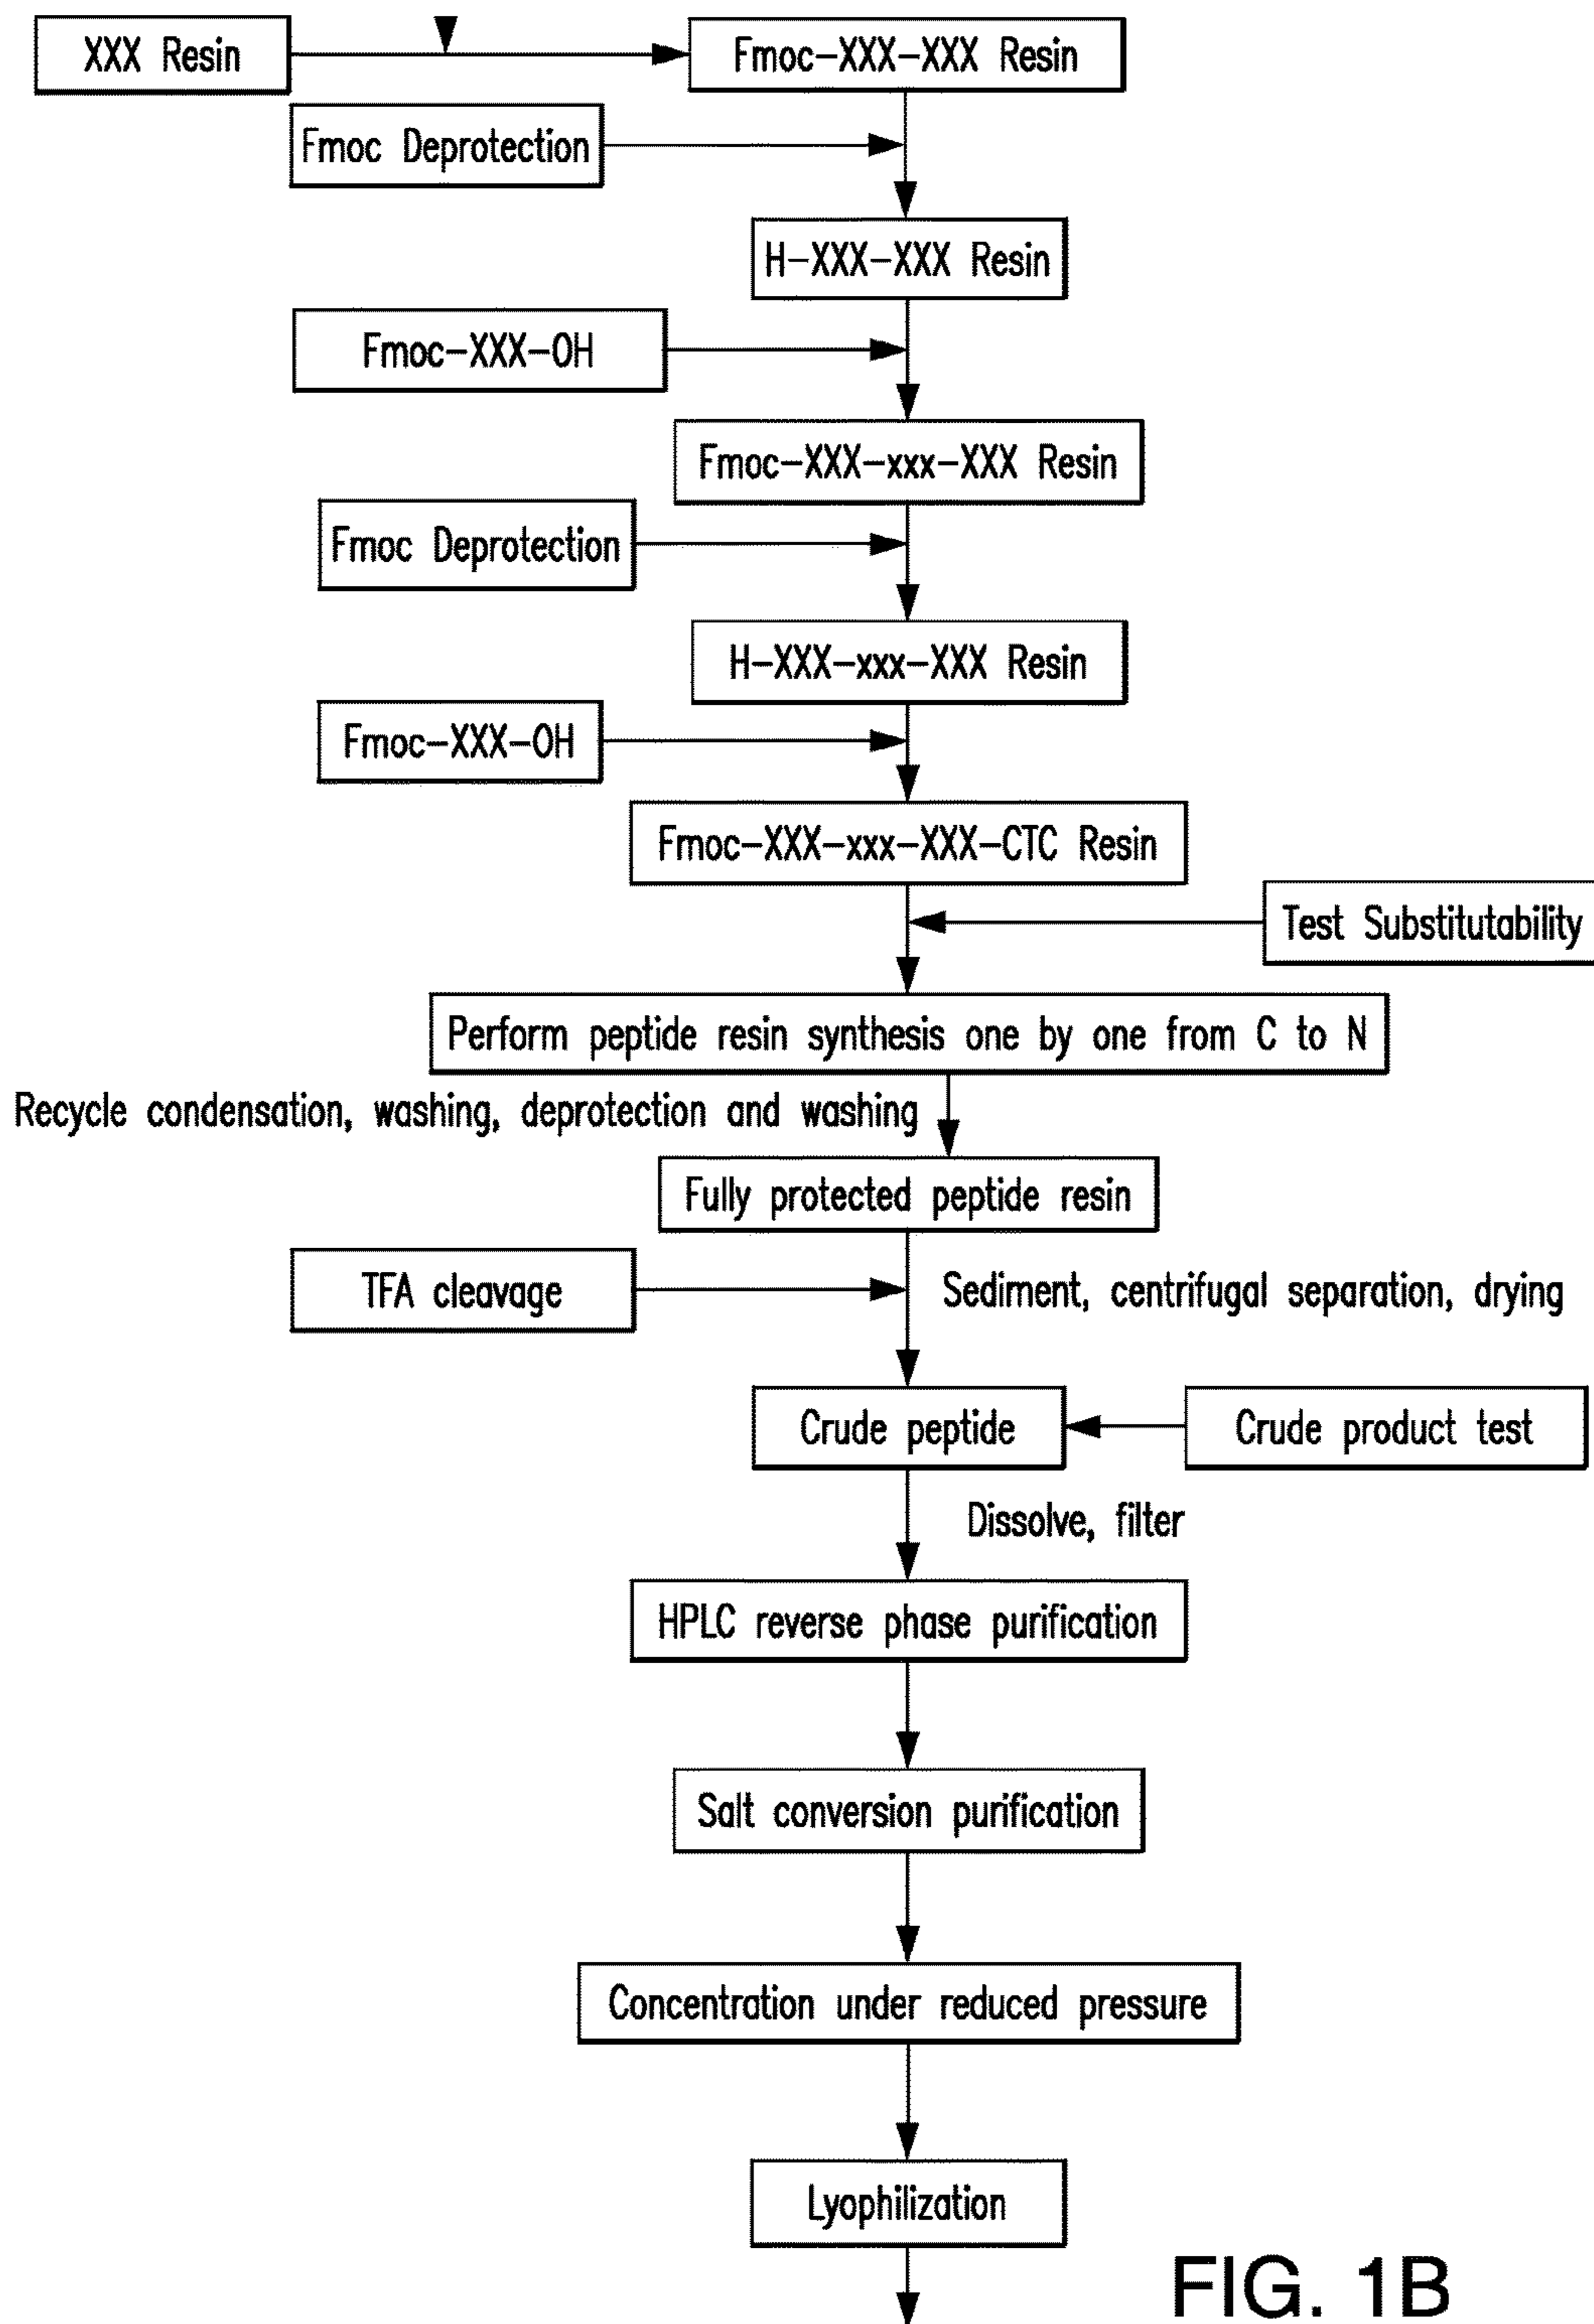 XXX Resin
Fmoc-XXX-XXX Resin
Fmoc Deprotection
H-XXX-XXX Resin
Fmoc-XXX-OH
Fmoc-XXX-xxx-XXX Resin
Fmoc Deprotection
H-XXX-xxx-XXX Resin
Fmoc-XXX-OH
Fmoc-XXX-xxx-XXX-CTC Resin
Test Substitutability
Perform peptide resin synthesis one by one from C to N
Recycle condensation, washing, deprotection and washing
Fully protected peptide resin
TFA cleavage
Sediment, centrifugal separation, drying
Crude peptide
Crude product test
Dissolve, filter
HPLC reverse phase purification
Salt conversion purification
Concentration under reduced pressure
Lyophilization
FIG. 1B